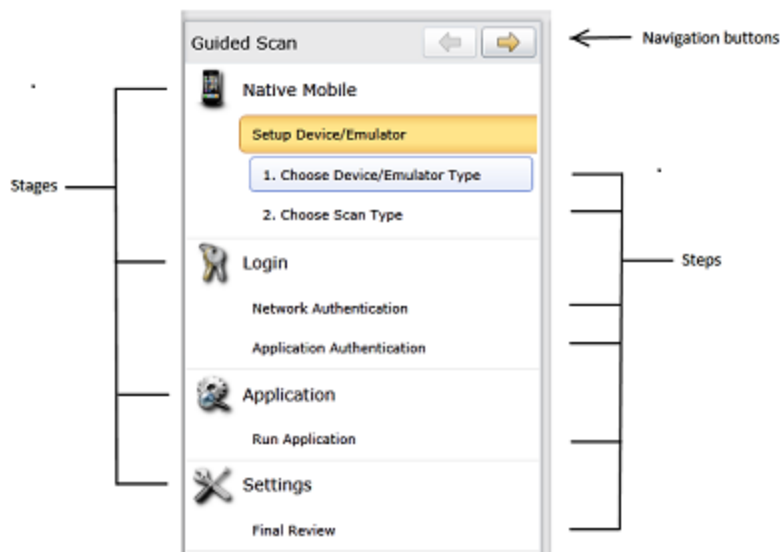 Guided Scan
Navigation buttons
Native Mobile
Setup Device/Emulator
1. Choose Device/Emulator Type
2. Choose Scan Type
Stages
Steps
Login
Network Authentication
Application Authentication
Application
Run Application
Settings
Final Review